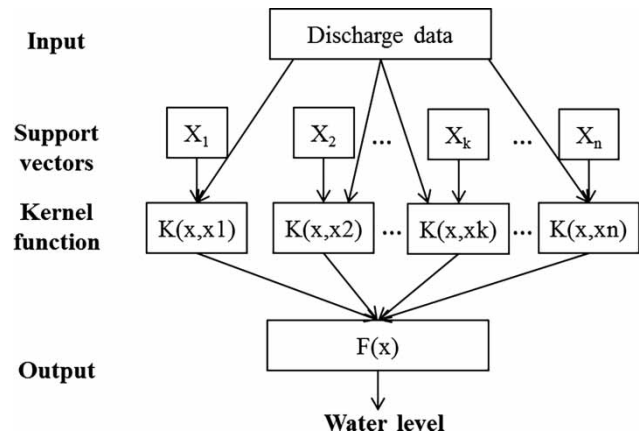 Input
Discharge data
Support
vectors
X₁
X₂
...
Xₖ
...
Xₙ
Kernel
function
K(x,x1)
K(x,x2)
...
K(x,xk)
...
K(x,xn)
F(x)
Output
Water level